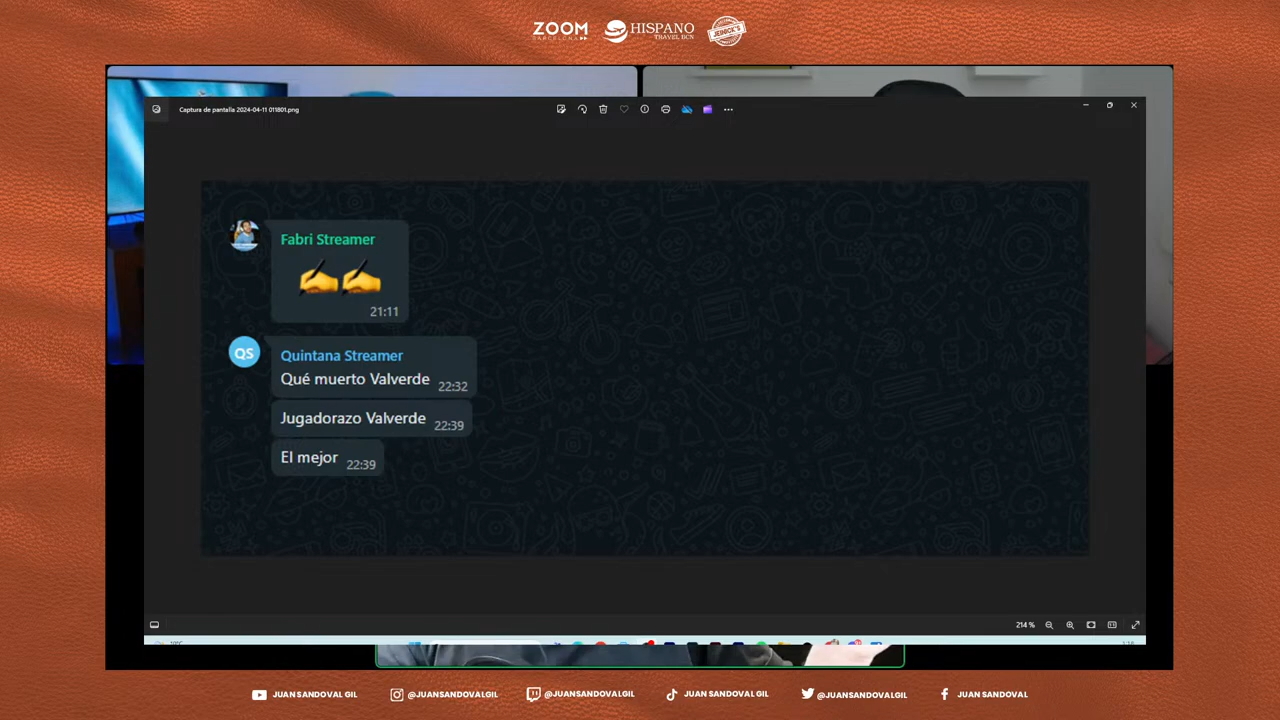 ZOOM
BARCELONA
HISPANO
TRAVEL BCN
Captura de pantalla 2024-04-11 011801.png
Fabri Streamer
21:11
QS
Quintana Streamer
Qué muerto Valverde 22:32
Jugadorazo Valverde 22:39
El mejor 22:39
214 %
JUAN SANDOVAL GIL
@JUANSANDOVALGIL
@JUANSANDOVALGIL
JUAN SANDOVAL GIL
@JUANSANDOVALGIL
JUAN SANDOVAL